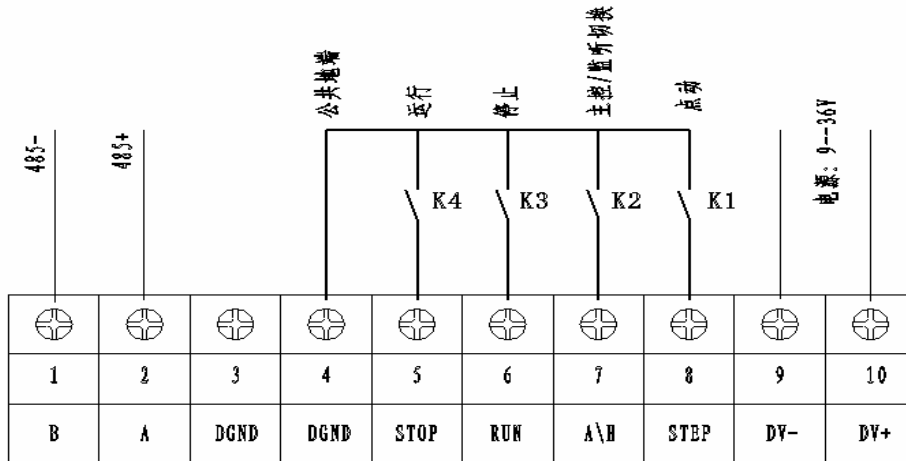 485-
485+
公共地端
运行
停止
主控/监听切换
点动
电源: 9--36V
K4
K3
K2
K1
1 2 3 4 5 6 7 8 9 10
B A DGND DGND STOP RUN A\H STEP DV- DV+